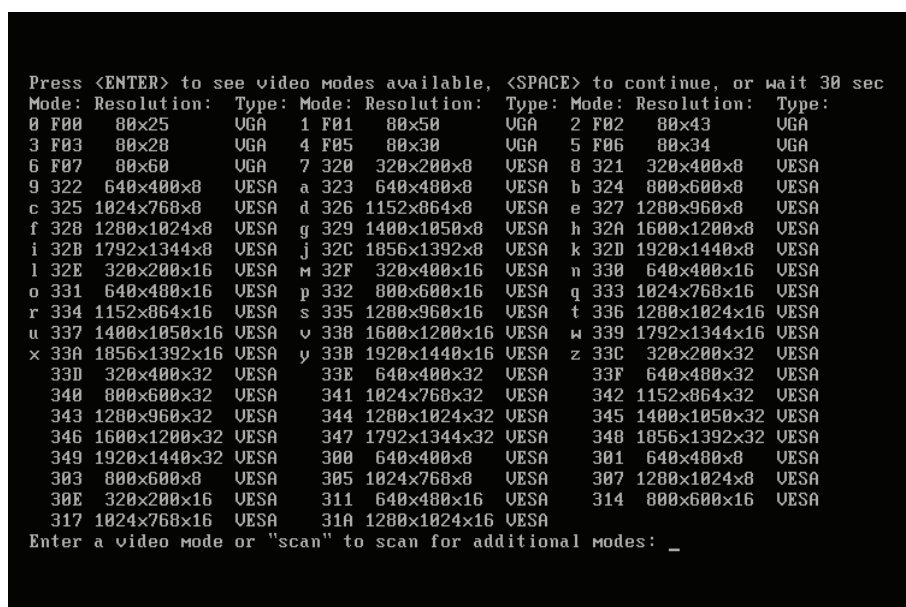 Press <ENTER> to see video modes available, <SPACE> to continue, or wait 30 sec
Mode: Resolution:  Type: Mode: Resolution:  Type: Mode: Resolution:  Type:
0 F00   80x25      VGA   1 F01   80x50      VGA   2 F02   80x43      VGA
3 F03   80x28      VGA   4 F05   80x30      VGA   5 F06   80x34      VGA
6 F07   80x60      VGA   7 320  320x200x8   VESA  8 321  320x400x8   VESA
9 322  640x400x8   VESA  a 323  640x480x8   VESA  b 324  800x600x8   VESA
c 325 1024x768x8   VESA  d 326 1152x864x8   VESA  e 327 1280x960x8   VESA
f 328 1280x1024x8  VESA  g 329 1400x1050x8  VESA  h 32A 1600x1200x8  VESA
i 32B 1792x1344x8  VESA  j 32C 1856x1392x8  VESA  k 32D 1920x1440x8  VESA
l 32E  320x200x16  VESA  m 32F  320x400x16  VESA  n 330  640x400x16  VESA
o 331  640x480x16  VESA  p 332  800x600x16  VESA  q 333 1024x768x16  VESA
r 334 1152x864x16  VESA  s 335 1280x960x16  VESA  t 336 1280x1024x16 VESA
u 337 1400x1050x16 VESA  v 338 1600x1200x16 VESA  w 339 1792x1344x16 VESA
x 33A 1856x1392x16 VESA  y 33B 1920x1440x16 VESA  z 33C  320x200x32  VESA
  33D  320x400x32  VESA    33E  640x400x32  VESA    33F  640x480x32  VESA
  340  800x600x32  VESA    341 1024x768x32  VESA    342 1152x864x32  VESA
  343 1280x960x32  VESA    344 1280x1024x32 VESA    345 1400x1050x32 VESA
  346 1600x1200x32 VESA    347 1792x1344x32 VESA    348 1856x1392x32 VESA
  349 1920x1440x32 VESA    300  640x400x8   VESA    301  640x480x8   VESA
  303  800x600x8   VESA    305 1024x768x8   VESA    307 1280x1024x8  VESA
  30E  320x200x16  VESA    311  640x480x16  VESA    314  800x600x16  VESA
  317 1024x768x16  VESA    31A 1280x1024x16 VESA
Enter a video mode or "scan" to scan for additional modes: _